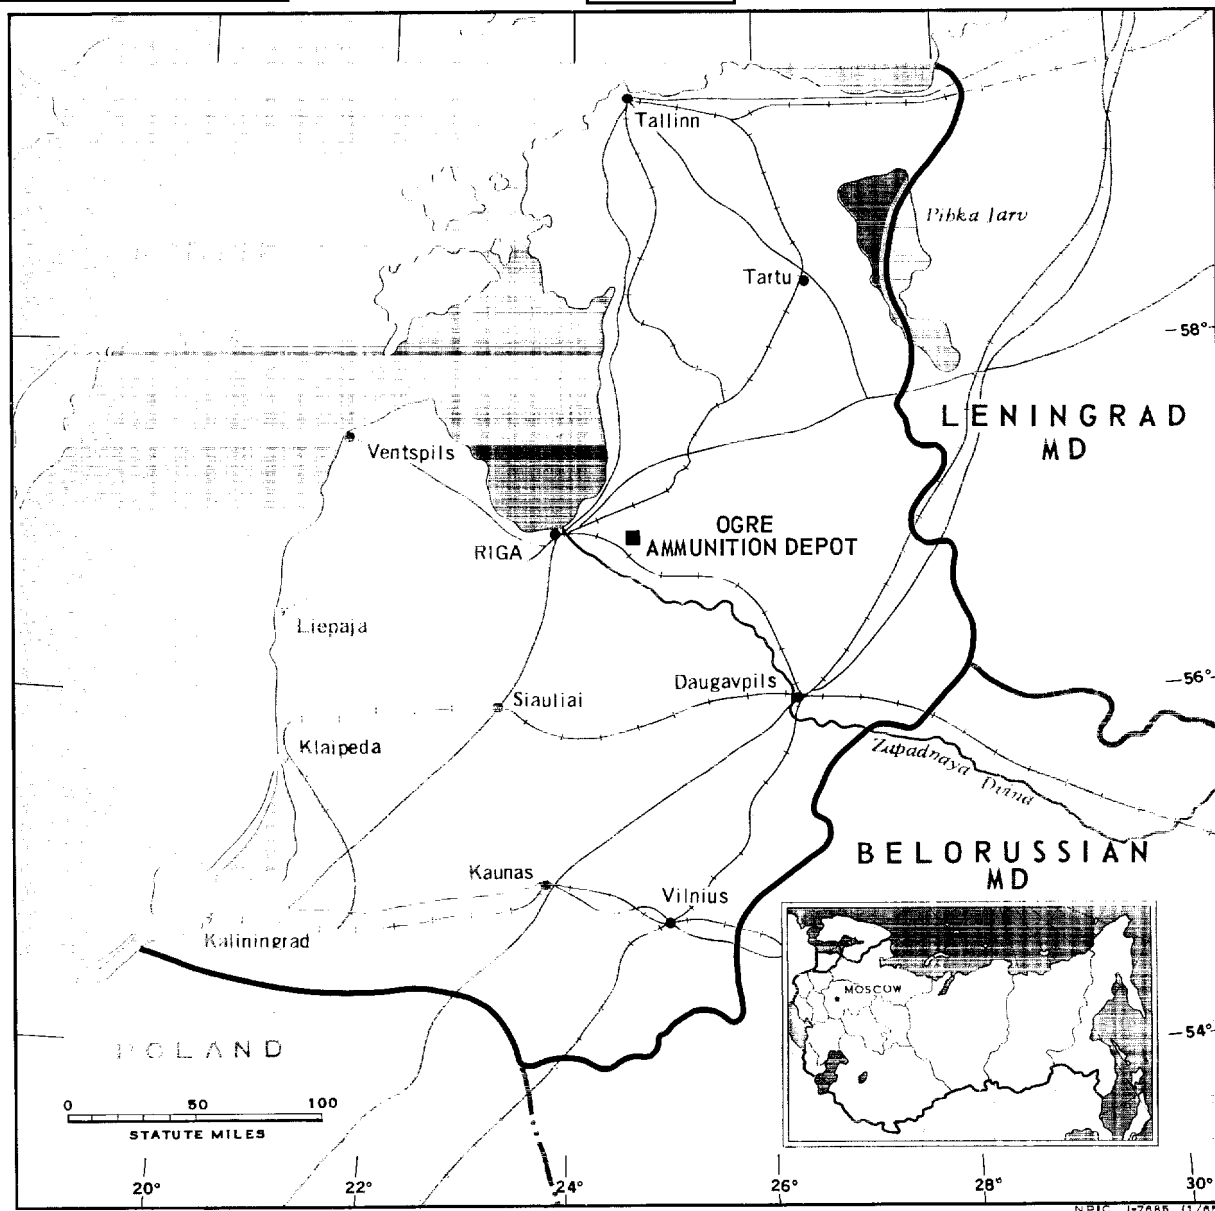 Tallinn
Pihka Jarv
Tartu
58°
LENINGRAD
MD
Ventspils
OGRE
AMMUNITION DEPOT
RIGA
Liepaja
Daugavpils
56°
Siauliai
Klaipeda
Zapadnaya Dvina
BELORUSSIAN
MD
Kaunas
Vilnius
Kaliningrad
MOSCOW
54°
POLAND
0 50 100
STATUTE MILES
20° 22° 24° 26° 28° 30°